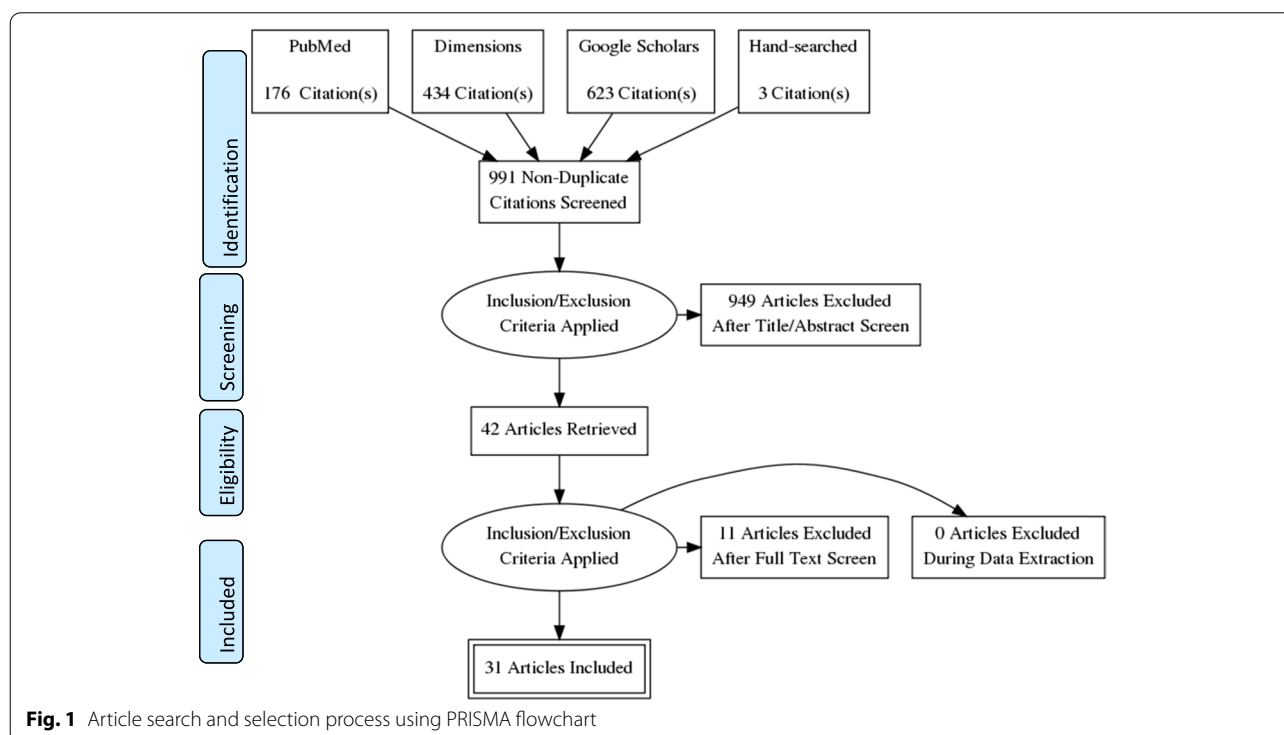 PubMed
176 Citation(s)
Dimensions
434 Citation(s)
Google Scholars
623 Citation(s)
Hand-searched
3 Citation(s)
Identification
991 Non-Duplicate
Citations Screened
Screening
Inclusion/Exclusion
Criteria Applied
949 Articles Excluded
After Title/Abstract Screen
Eligibility
42 Articles Retrieved
Inclusion/Exclusion
Criteria Applied
11 Articles Excluded
After Full Text Screen
0 Articles Excluded
During Data Extraction
Included
31 Articles Included
Fig. 1 Article search and selection process using PRISMA flowchart